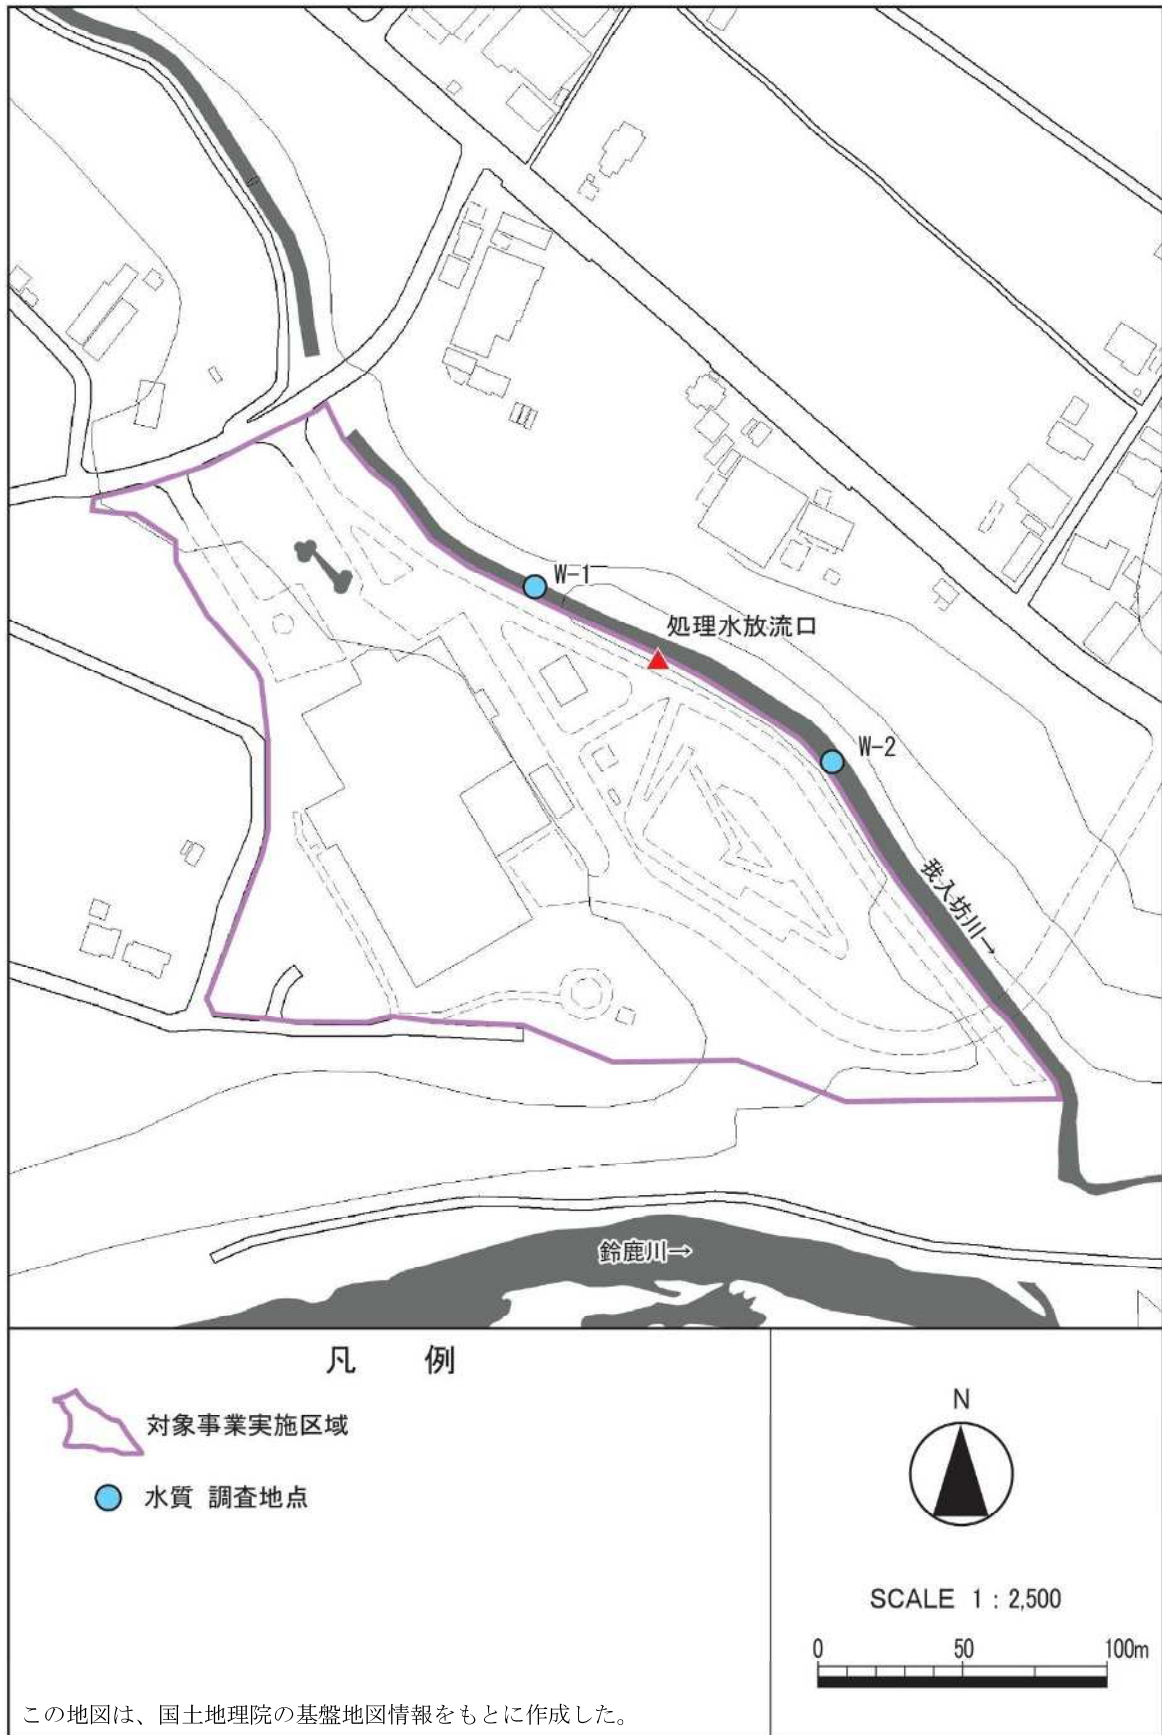 W-1
処理水放流口
W-2
我入坊川→
鈴鹿川→
凡 例
対象事業実施区域
水質 調査地点
N
SCALE 1 : 2,500
0 50 100m
この地図は、国土地理院の基盤地図情報をもとに作成した。